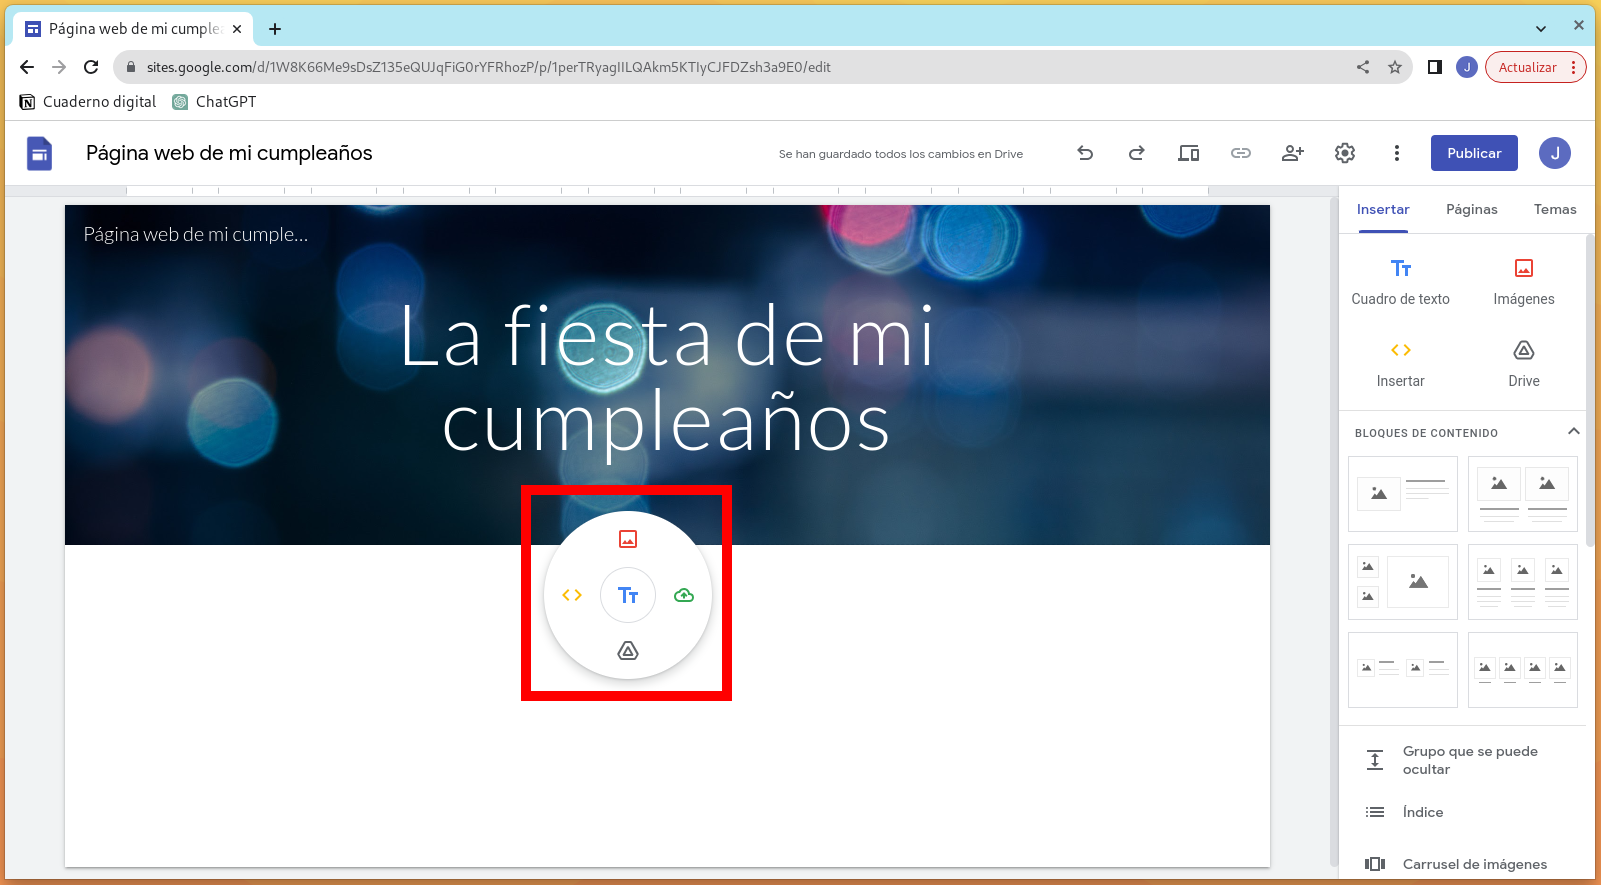 Página web de mi cumple
sites.google.com/d/1W8K66Me9sDsZ135eQUJqFiG0rYFRhozP/p/1perTRyagIILQAkm5KTIyCJFDZsh3a9E0/edit
J
Actualizar
Cuaderno digital
ChatGPT
Página web de mi cumpleaños
Se han guardado todos los cambios en Drive
Publicar
J
Página web de mi cumple...
La fiesta de mi
cumpleaños
Insertar
Páginas
Temas
Cuadro de texto
Imágenes
Insertar
Drive
BLOQUES DE CONTENIDO
Grupo que se puede
ocultar
Índice
Carrusel de imágenes